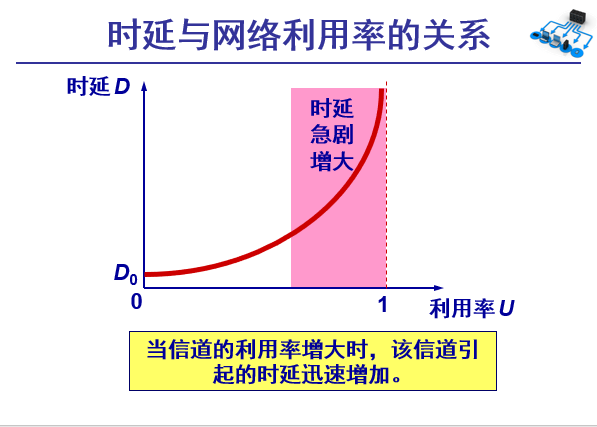 时延与网络利用率的关系
时延 D
时延
急剧
增大
D0
0
1
利用率 U
当信道的利用率增大时，该信道引
起的时延迅速增加。